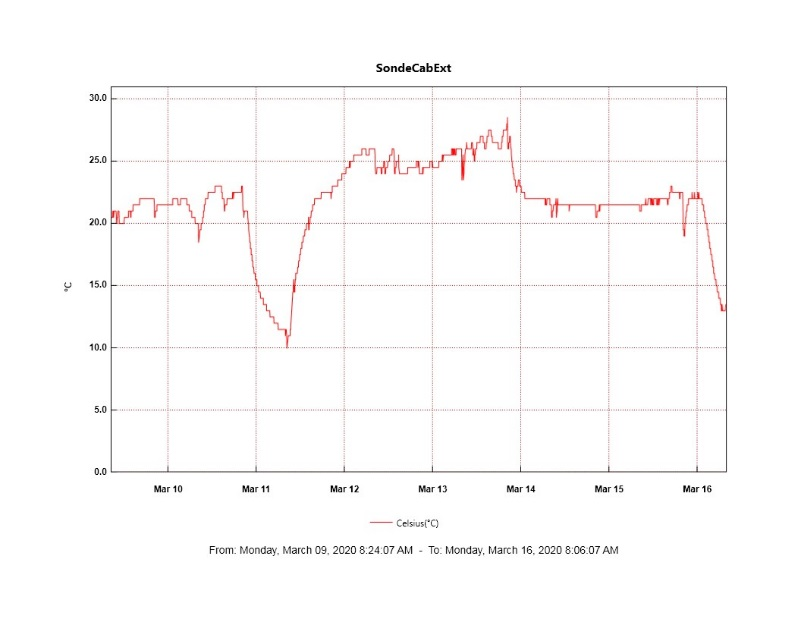 SondeCabExt
30.0
25.0
20.0
15.0
10.0
5.0
0.0
°C
Mar 10 Mar 11 Mar 12 Mar 13 Mar 14 Mar 15 Mar 16
Celsius(°C)
From: Monday, March 09, 2020 8:24:07 AM - To: Monday, March 16, 2020 8:06:07 AM